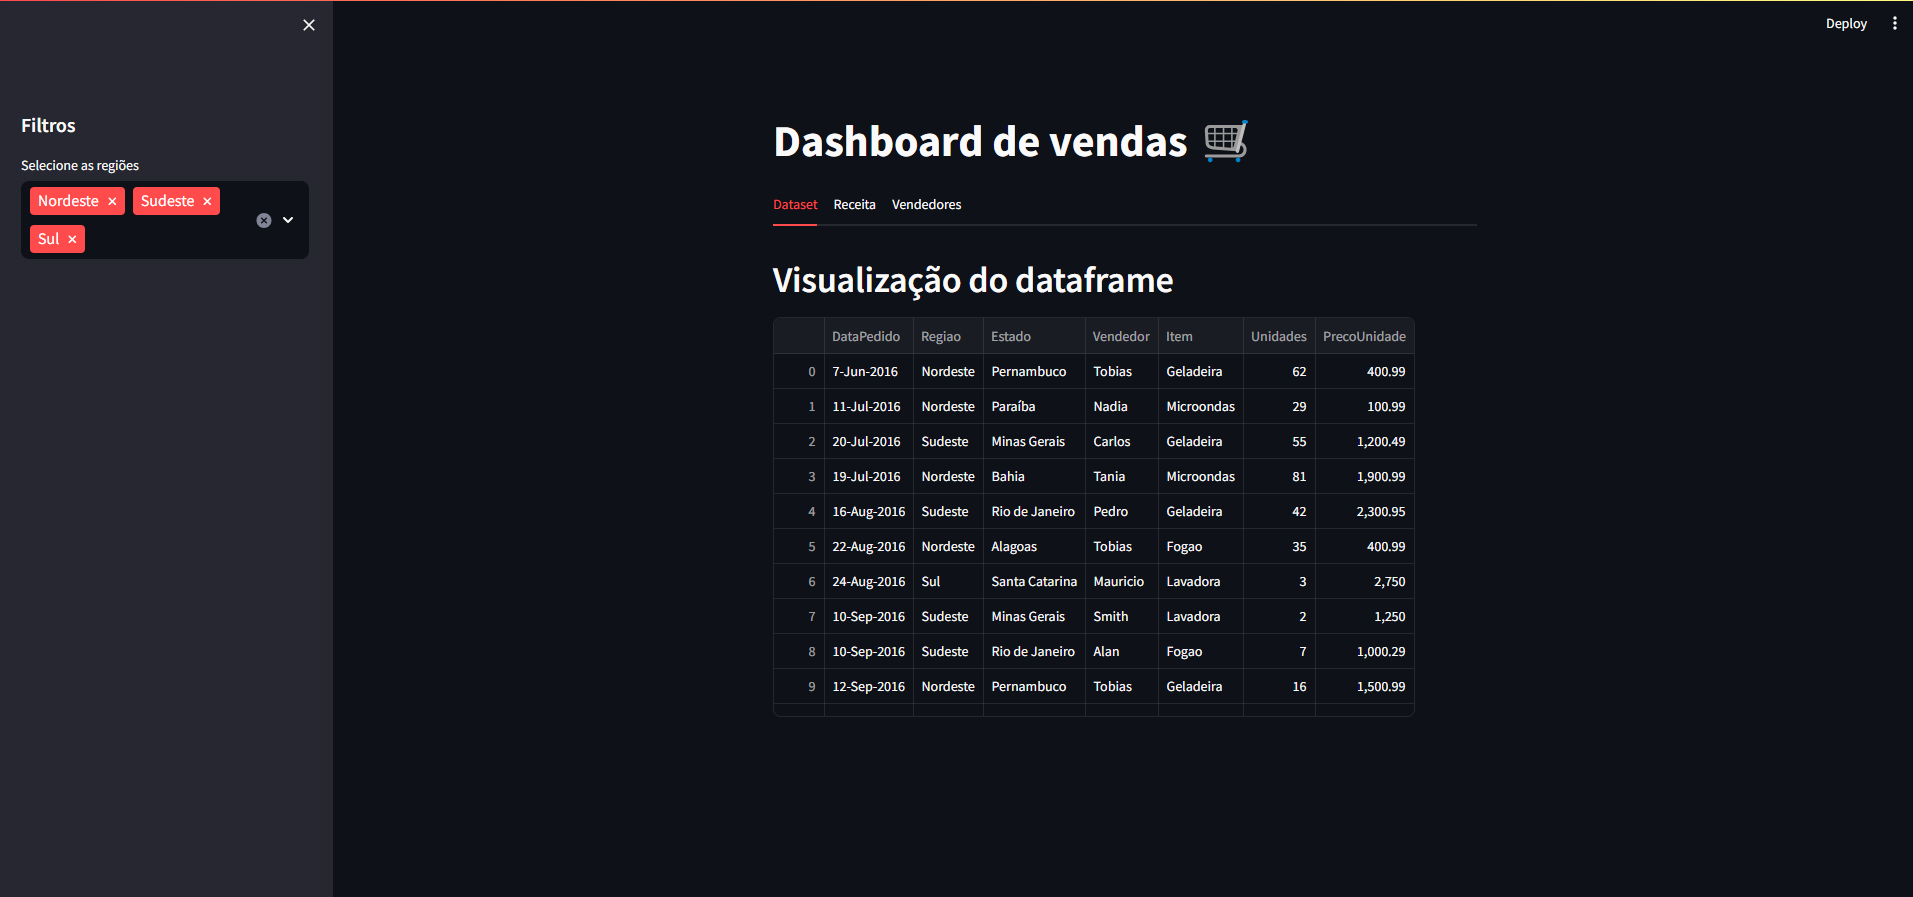 Deploy
Filtros
Selecione as regiões
Nordeste
Sudeste
Sul
Dashboard de vendas
Dataset Receita Vendedores
Visualização do dataframe
DataPedido Regiao Estado Vendedor Item Unidades PrecoUnidade
0 7-Jun-2016 Nordeste Pernambuco Tobias Geladeira 62 400.99
1 11-Jul-2016 Nordeste Paraíba Nadia Microondas 29 100.99
2 20-Jul-2016 Sudeste Minas Gerais Carlos Geladeira 55 1,200.49
3 19-Jul-2016 Nordeste Bahia Tania Microondas 81 1,900.99
4 16-Aug-2016 Sudeste Rio de Janeiro Pedro Geladeira 42 2,300.95
5 22-Aug-2016 Nordeste Alagoas Tobias Fogao 35 400.99
6 24-Aug-2016 Sul Santa Catarina Mauricio Lavadora 3 2,750
7 10-Sep-2016 Sudeste Minas Gerais Smith Lavadora 2 1,250
8 10-Sep-2016 Sudeste Rio de Janeiro Alan Fogao 7 1,000.29
9 12-Sep-2016 Nordeste Pernambuco Tobias Geladeira 16 1,500.99